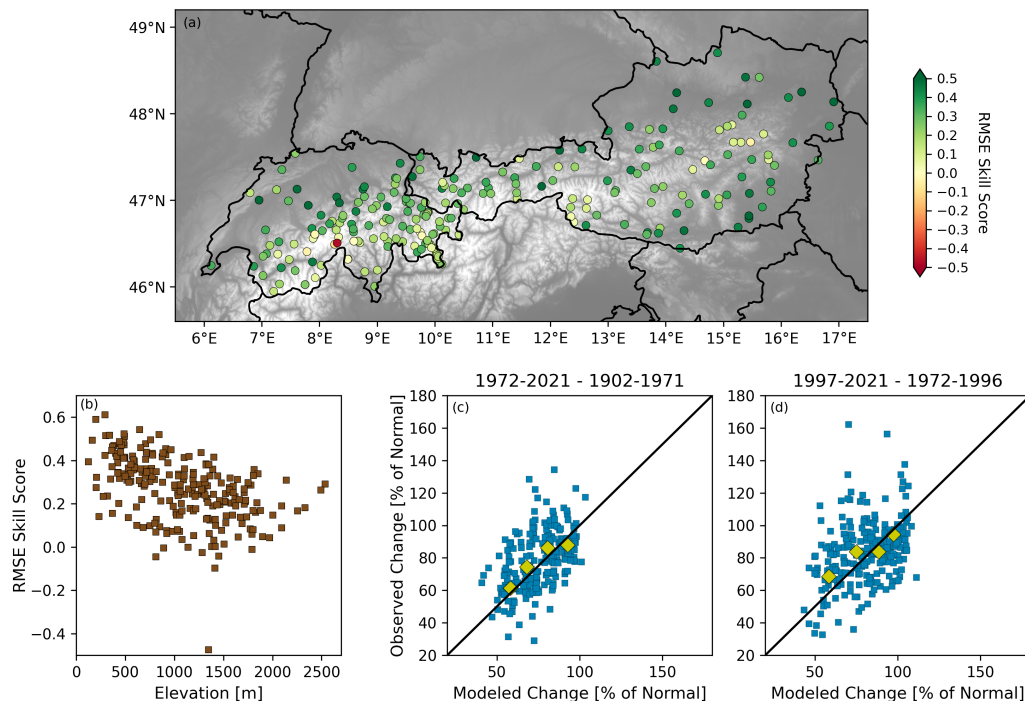 (a)
49°N
48°N
47°N
46°N
6°E 7°E 8°E 9°E 10°E 11°E 12°E 13°E 14°E 15°E 16°E 17°E
0.5
0.4
0.3
0.2
0.1
0.0
−0.1
−0.2
−0.3
−0.4
−0.5
RMSE Skill Score
(b)
0.6
0.4
0.2
0.0
−0.2
−0.4
RMSE Skill Score
0 500 1000 1500 2000 2500
Elevation [m]
1972-2021 - 1902-1971
(c)
180
160
140
120
100
80
60
40
20
Observed Change [% of Normal]
50 100 150
Modeled Change [% of Normal]
1997-2021 - 1972-1996
(d)
180
160
140
120
100
80
60
40
20
50 100 150
Modeled Change [% of Normal]